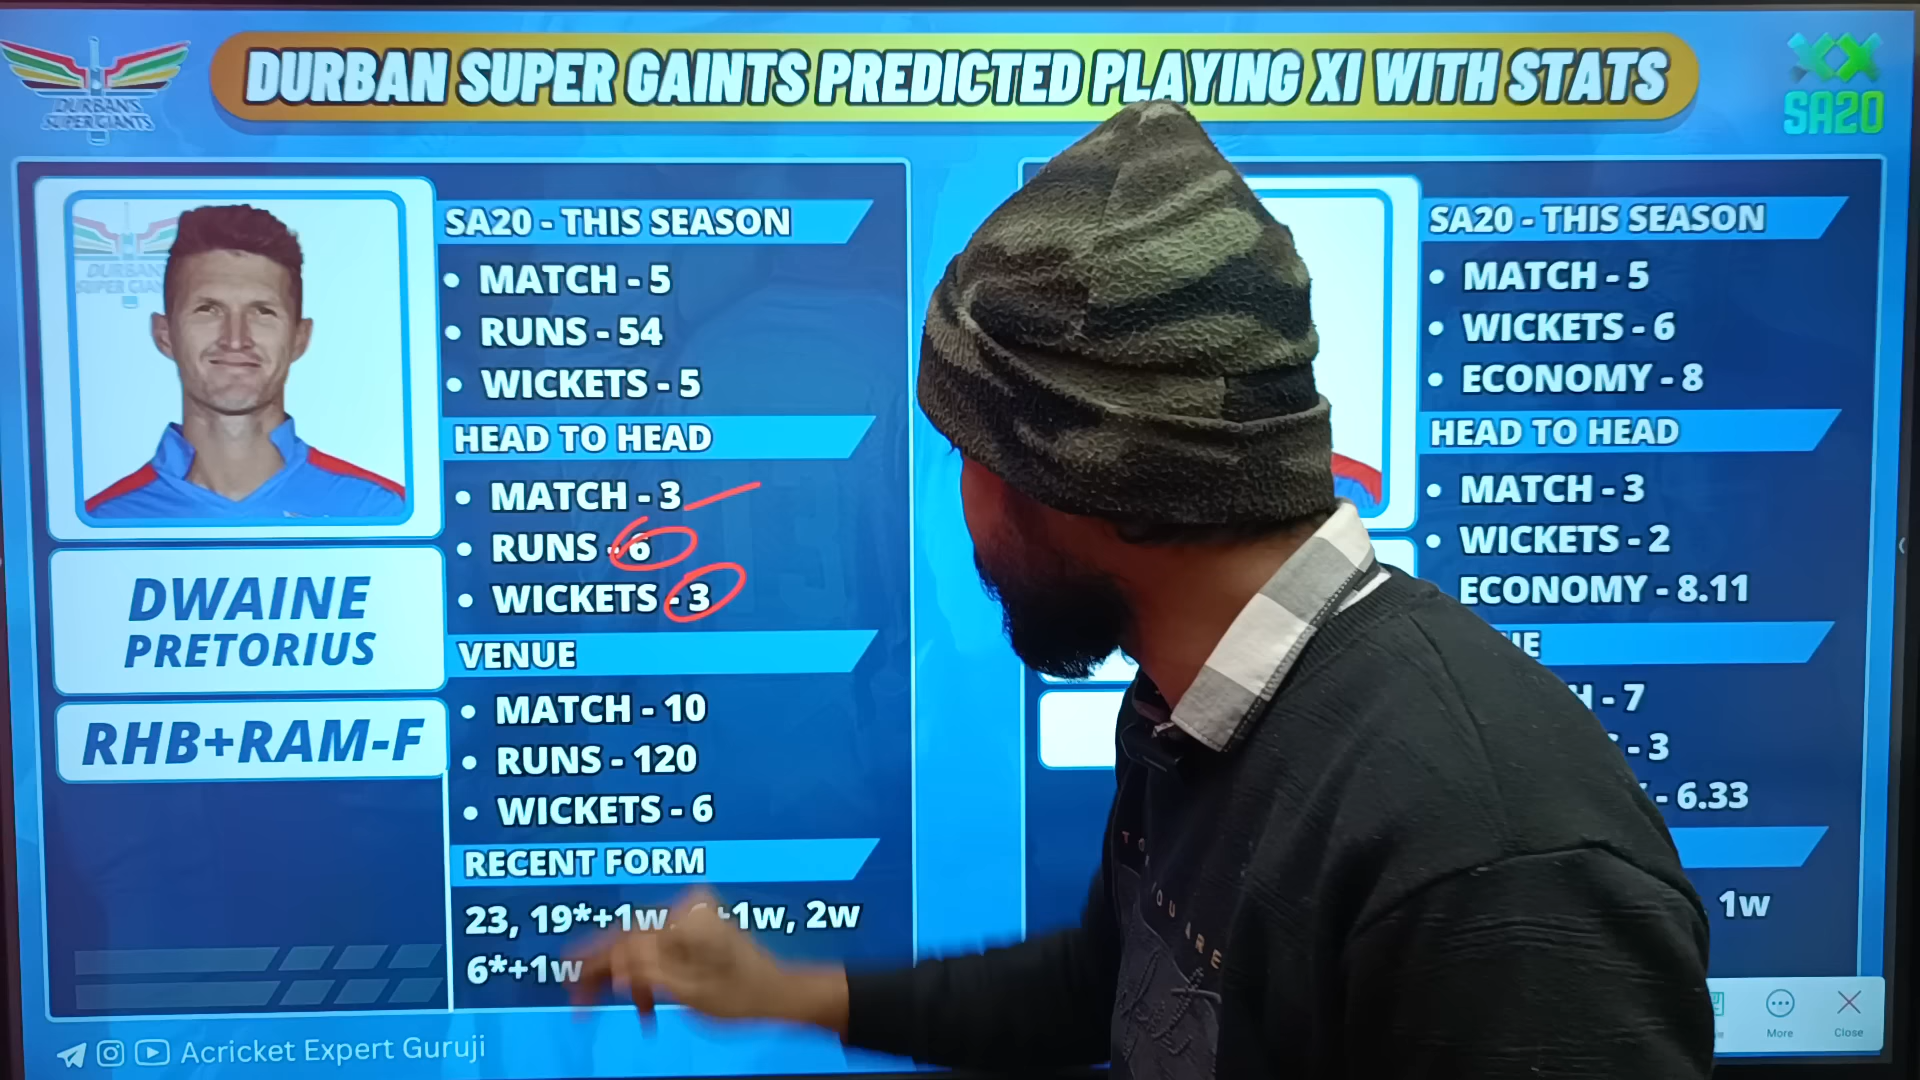 DURBAN SUPER GAINTS PREDICTED PLAYING XI WITH STATS
DURBAN'S
SUPER GIANTS
SA20
SA20 - THIS SEASON
• MATCH - 5
• RUNS - 54
• WICKETS - 5
HEAD TO HEAD
• MATCH - 3
• RUNS - 6
• WICKETS - 3
VENUE
• MATCH - 10
• RUNS - 120
• WICKETS - 6
RECENT FORM
23, 19*+1w, +1w, 2w
6*+1w
DWAINE
PRETORIUS
RHB+RAM-F
SA20 - THIS SEASON
• MATCH - 5
• WICKETS - 6
• ECONOMY - 8
HEAD TO HEAD
• MATCH - 3
• WICKETS - 2
ECONOMY - 8.11
- 7
- 3
- 6.33
1w
More
Close
Acricket Expert Guruji